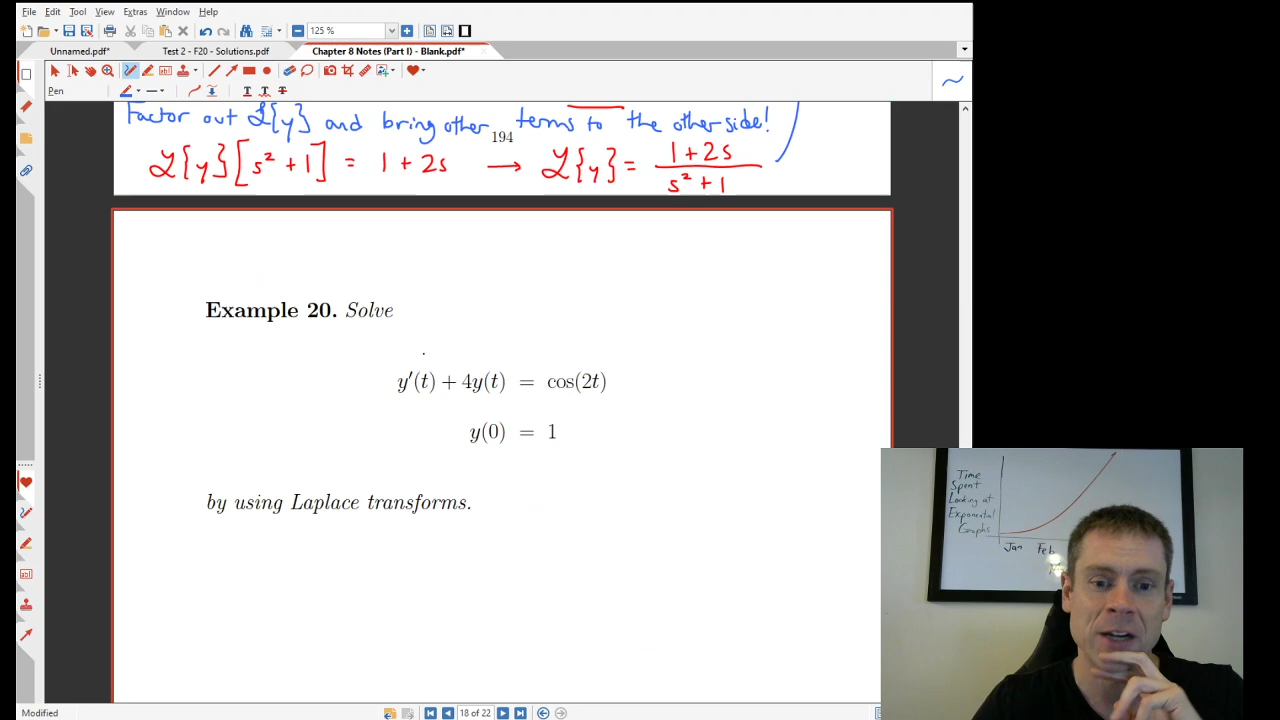 File Edit Tool View Extras Window Help
125 %
Unnamed.pdf* Test 2 - F20 - Solutions.pdf Chapter 8 Notes (Part I) - Blank.pdf*
Pen
Factor out ℒ{y} and bring other terms to the other side!
194
ℒ{y}[s² + 1] = 1 + 2s → ℒ{y} = (1 + 2s)/(s² + 1)
Example 20. Solve
y′(t) + 4y(t) = cos(2t)
y(0) = 1
by using Laplace transforms.
Time
Spent
Looking at
Exponential
Graphs
Jan Feb
Modified
18 of 22